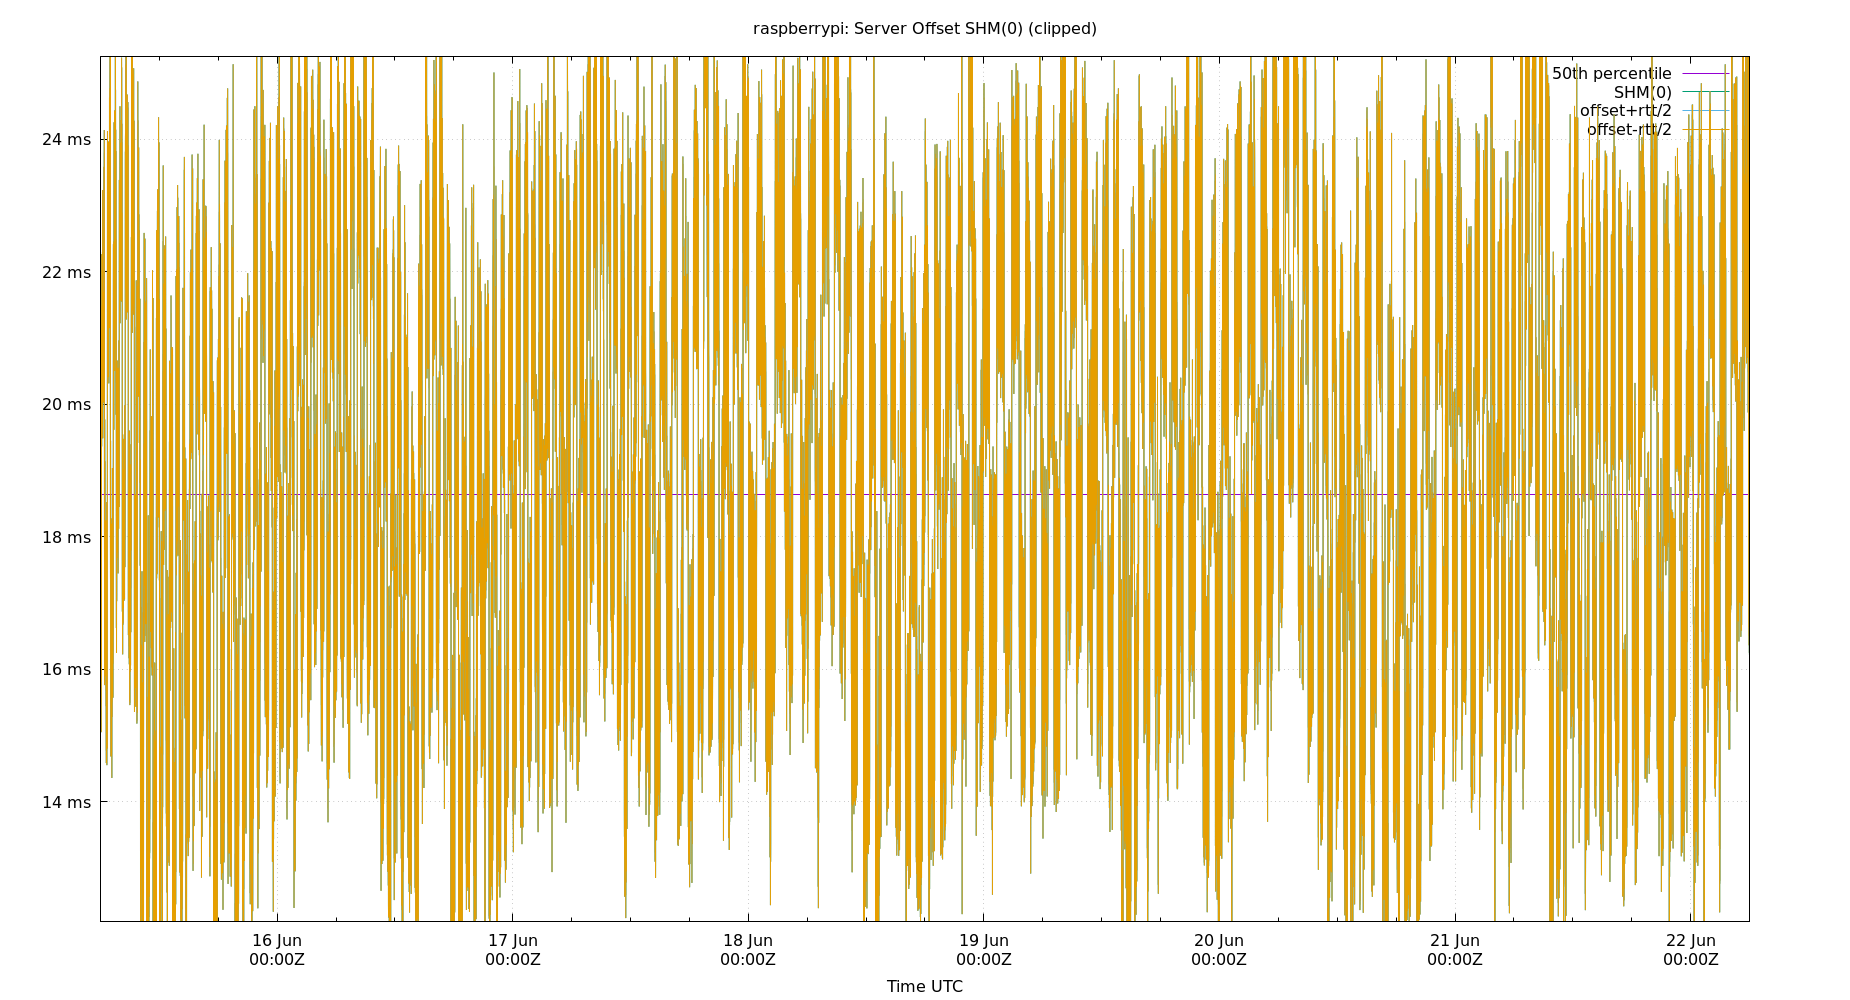 raspberrypi: Server Offset SHM(0) (clipped)
50th percentile
SHM(0)
offset+rtt/2
offset-rtt/2
24 ms
22 ms
20 ms
18 ms
16 ms
14 ms
16 Jun 17 Jun 18 Jun 19 Jun 20 Jun 21 Jun 22 Jun
00:00Z 00:00Z 00:00Z 00:00Z 00:00Z 00:00Z 00:00Z
Time UTC